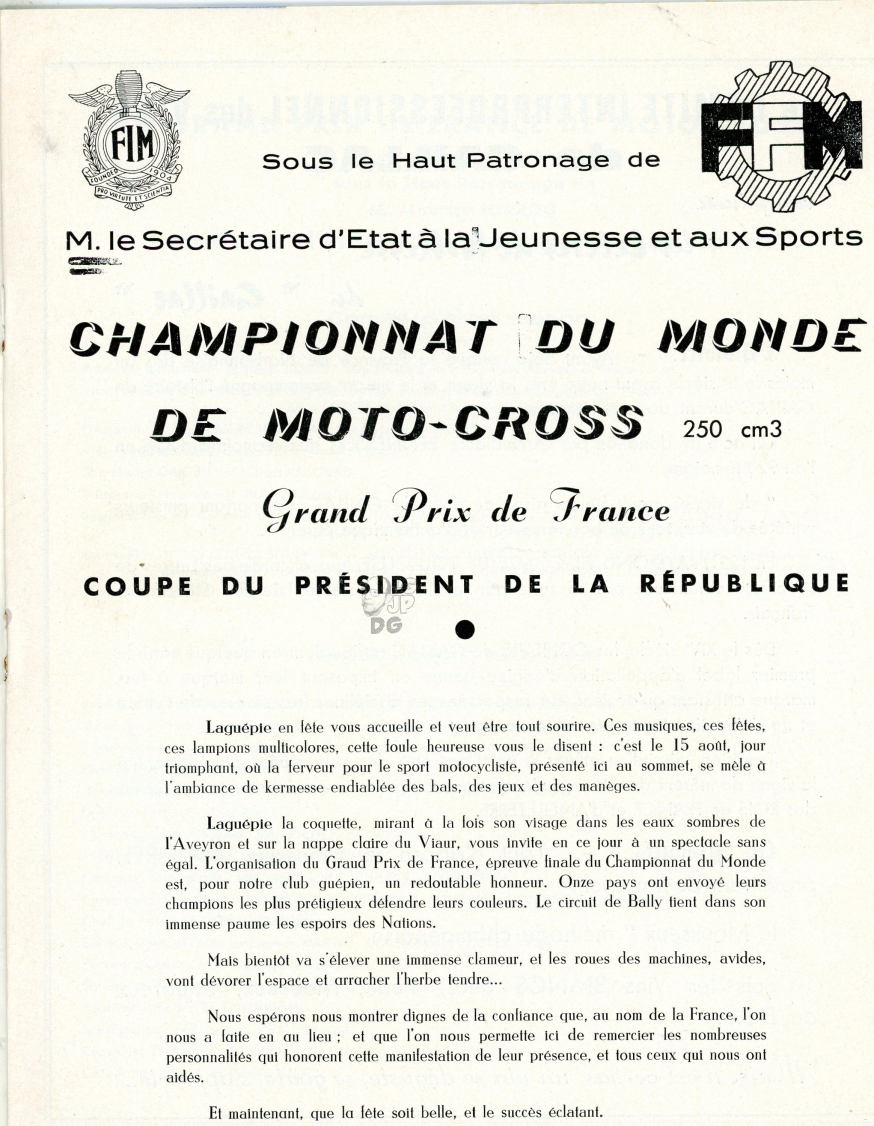 FIM
FOUNDED 1904
PRO VIRTUTE ET SCIENTIA
FFM
Sous le Haut Patronage de
M. le Secrétaire d'Etat à la Jeunesse et aux Sports
CHAMPIONNAT DU MONDE
DE MOTO-CROSS 250 cm3
Grand Prix de France
COUPE DU PRÉSIDENT DE LA RÉPUBLIQUE
JP
DG
Laguépie en fête vous accueille et veut être tout sourire. Ces musiques, ces fêtes,
ces lampions multicolores, cette foule heureuse vous le disent : c'est le 15 août, jour
triomphant, où la ferveur pour le sport motocycliste, présenté ici au sommet, se mêle à
l'ambiance de kermesse endiablée des bals, des jeux et des manèges.
Laguépie la coquette, mirant à la fois son visage dans les eaux sombres de
l'Aveyron et sur la nappe claire du Viaur, vous invite en ce jour à un spectacle sans
égal. L'organisation du Graud Prix de France, épreuve finale du Championnat du Monde
est, pour notre club guépien, un redoutable honneur. Onze pays ont envoyé leurs
champions les plus prétigieux défendre leurs couleurs. Le circuit de Bally tient dans son
immense paume les espoirs des Nations.
Mais bientôt va s'élever une immense clameur, et les roues des machines, avides,
vont dévorer l'espace et arracher l'herbe tendre...
Nous espérons nous montrer dignes de la confiance que, au nom de la France, l'on
nous a faite en au lieu ; et que l'on nous permette ici de remercier les nombreuses
personnalités qui honorent cette manifestation de leur présence, et tous ceux qui nous ont
aidés.
Et maintenant, que la fête soit belle, et le succès éclatant.